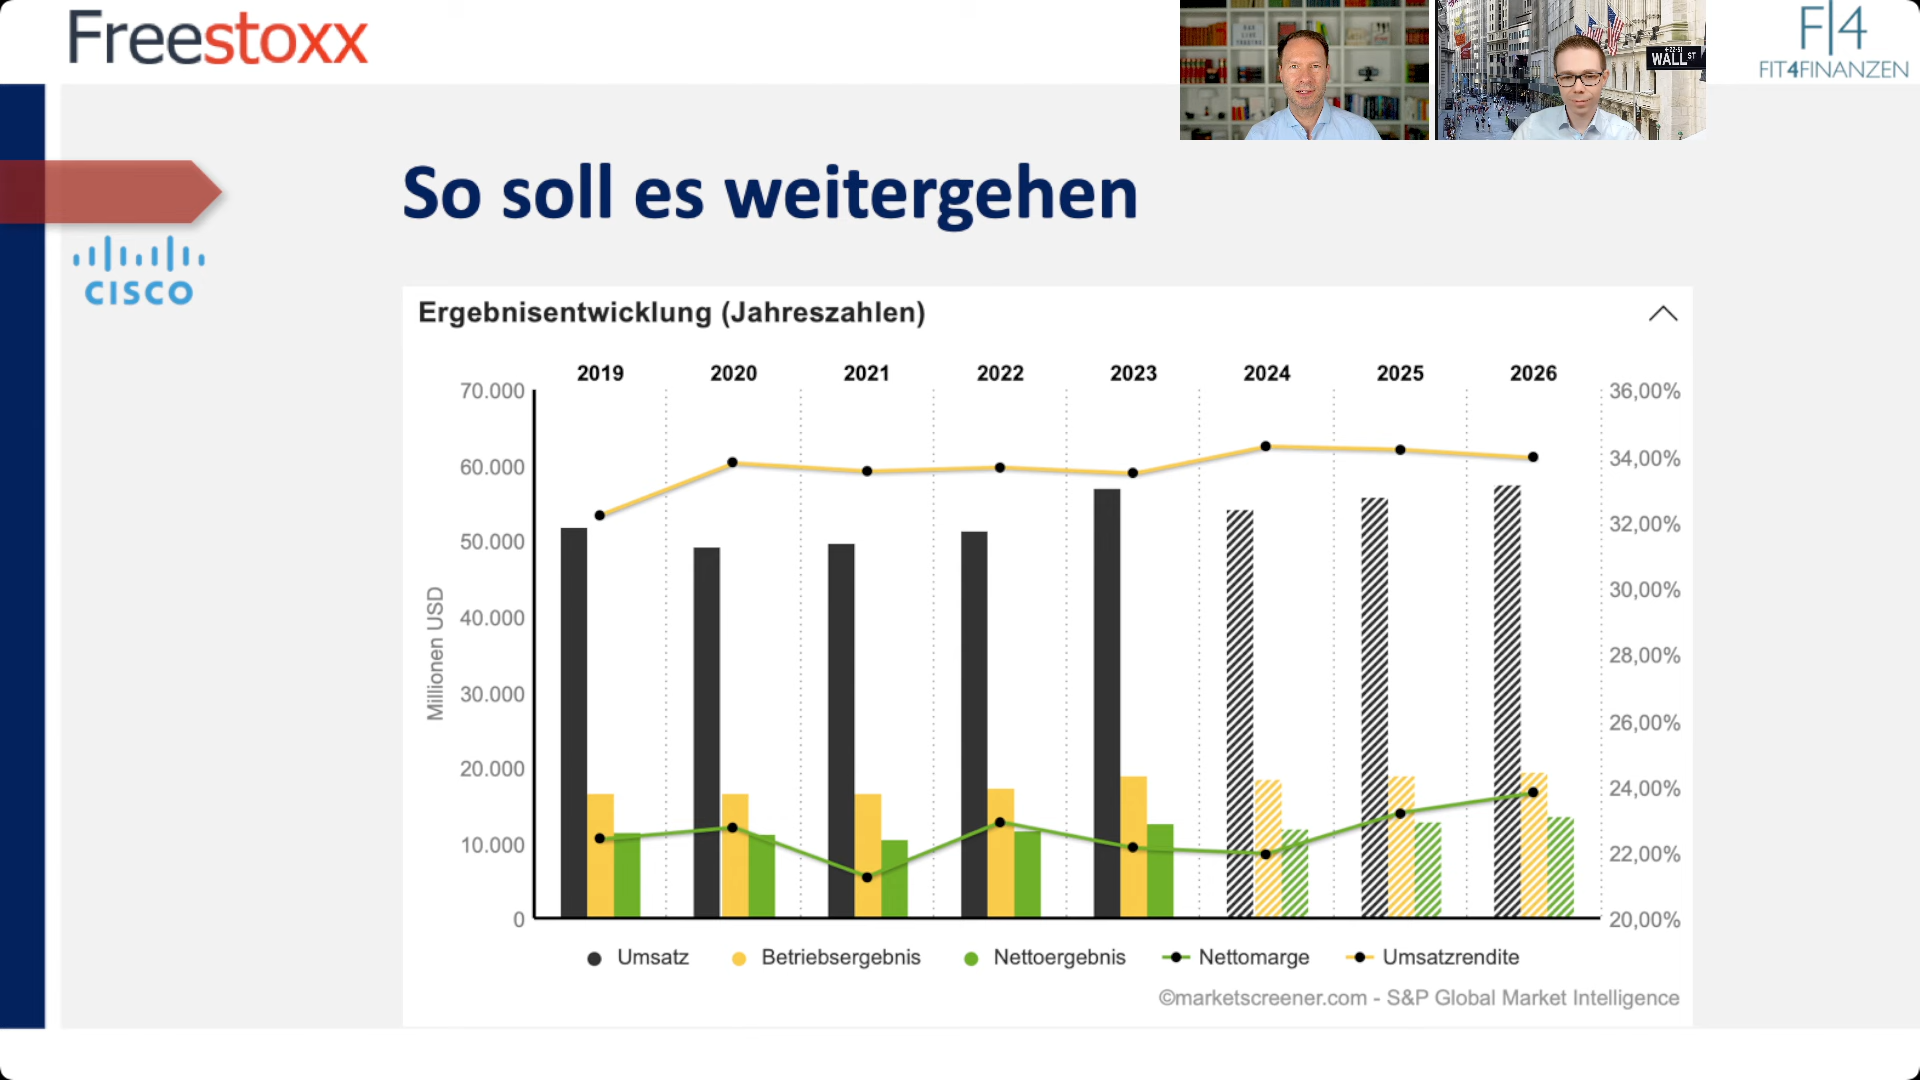 Freestoxx
WALL ST
F|4
FIT4FINANZEN
So soll es weitergehen
CISCO
Ergebnisentwicklung (Jahreszahlen)
2019 2020 2021 2022 2023 2024 2025 2026
70.000 36,00%
60.000 34,00%
50.000 32,00%
40.000 30,00%
30.000 28,00%
20.000 26,00%
10.000 24,00%
0 22,00%
20,00%
Millionen USD
Umsatz Betriebsergebnis Nettoergebnis Nettomarge Umsatzrendite
©marketscreener.com - S&P Global Market Intelligence